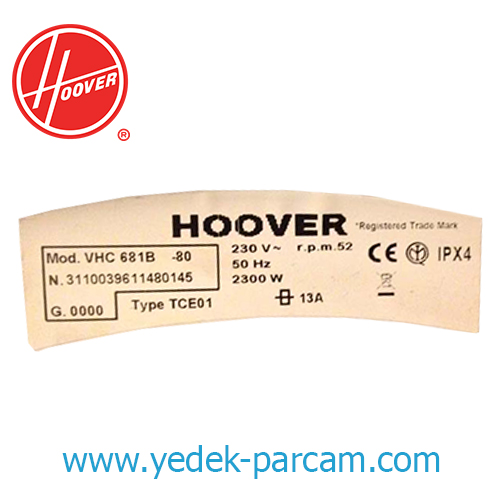 HOOVER
®
HOOVER *Registered Trade Mark
Mod. VHC 681B -80 230 V~ r.p.m.52
50 Hz
N.3110039611480145 2300 W
G.0000 Type TCE01 13A
CE IPX4
www.yedek-parcam.com